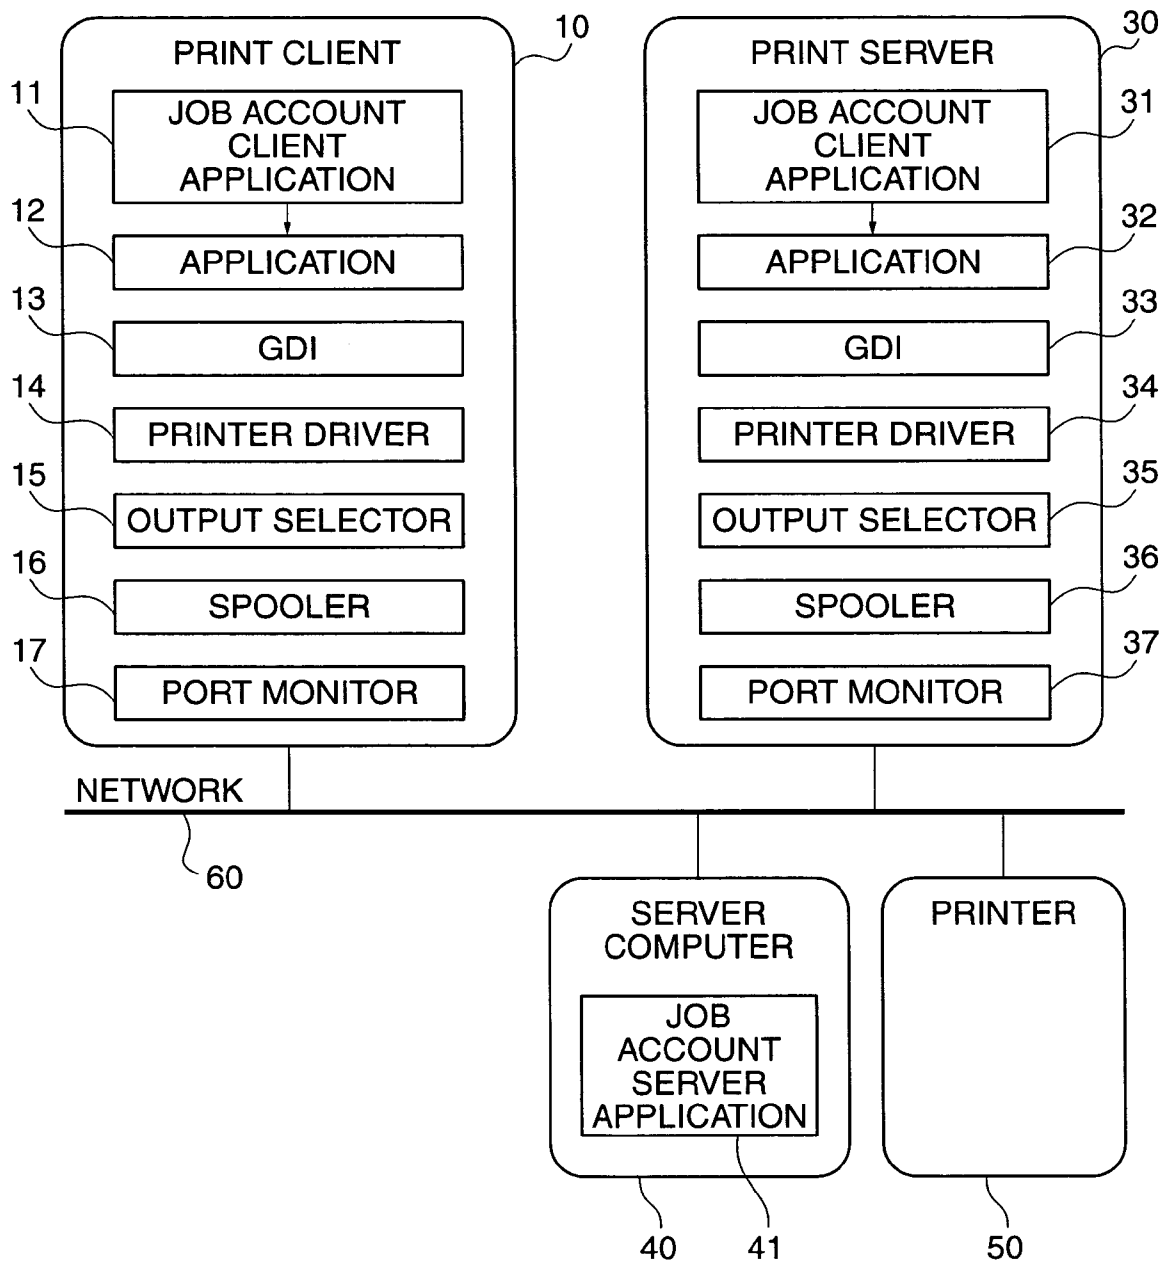 10
PRINT CLIENT
11
JOB ACCOUNT
CLIENT
APPLICATION
12
APPLICATION
13
GDI
14
PRINTER DRIVER
15
OUTPUT SELECTOR
16
SPOOLER
17
PORT MONITOR
30
PRINT SERVER
31
JOB ACCOUNT
CLIENT
APPLICATION
32
APPLICATION
33
GDI
34
PRINTER DRIVER
35
OUTPUT SELECTOR
36
SPOOLER
37
PORT MONITOR
NETWORK
60
SERVER
COMPUTER
JOB
ACCOUNT
SERVER
APPLICATION
40
41
PRINTER
50